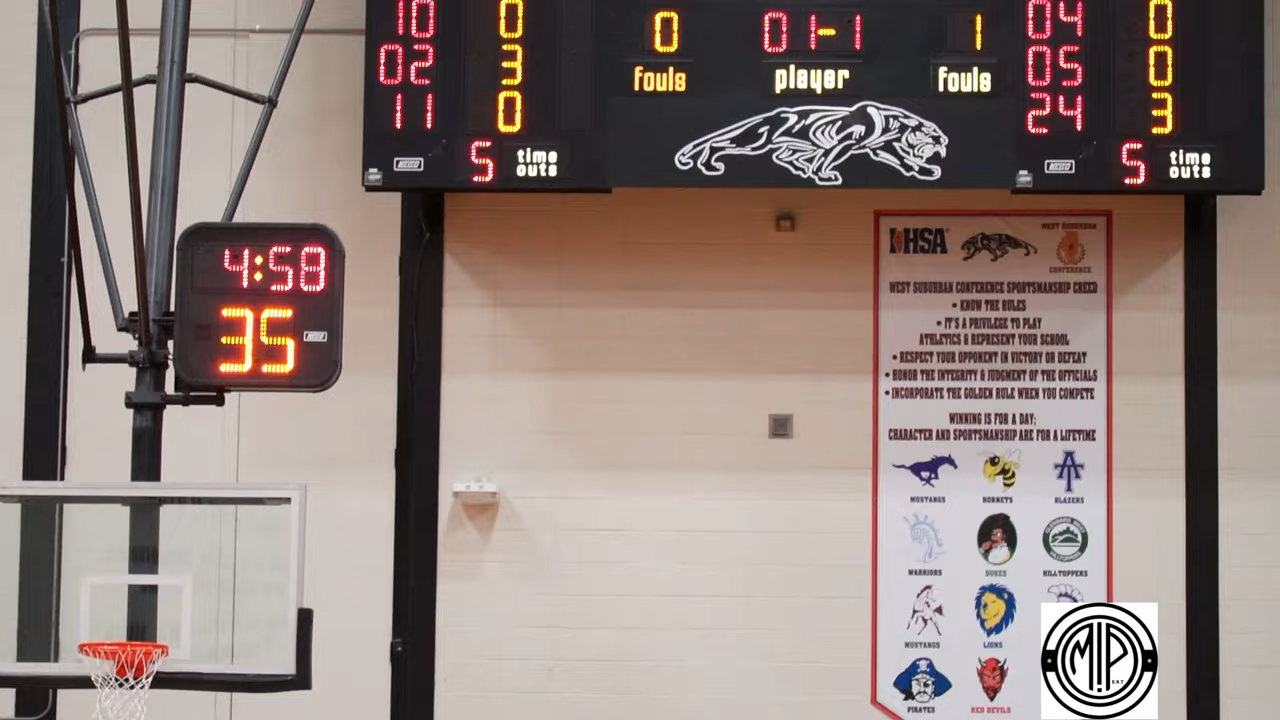 10 0 0 01-1 1 04 0
fouls player fouls
02 3 05 0
11 0 24 3
5 time outs 5 time outs
4:58
35
IHSA
WEST SUBURBAN
CONFERENCE
WEST SUBURBAN CONFERENCE SPORTSMANSHIP CREED
• KNOW THE RULES
• IT'S A PRIVILEGE TO PLAY
ATHLETICS & REPRESENT YOUR SCHOOL
• RESPECT YOUR OPPONENT IN VICTORY OR DEFEAT
• HONOR THE INTEGRITY & JUDGMENT OF THE OFFICIALS
• INCORPORATE THE GOLDEN RULE WHEN YOU COMPETE
WINNING IS FOR A DAY;
CHARACTER AND SPORTSMANSHIP ARE FOR A LIFETIME
MUSTANGS HORNETS BLAZERS
WARRIORS DUKES HILLTOPPERS
MUSTANGS LIONS
PIRATES RED DEVILS